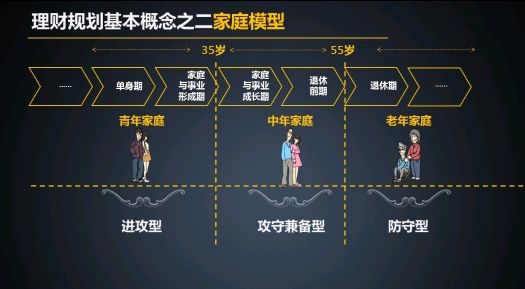 理财规划基本概念之二家庭模型
35岁
55岁
……
单身期
家庭
与事业
形成期
家庭
与事业
成长期
退休
前期
退休期
……
青年家庭
中年家庭
老年家庭
进攻型
攻守兼备型
防守型